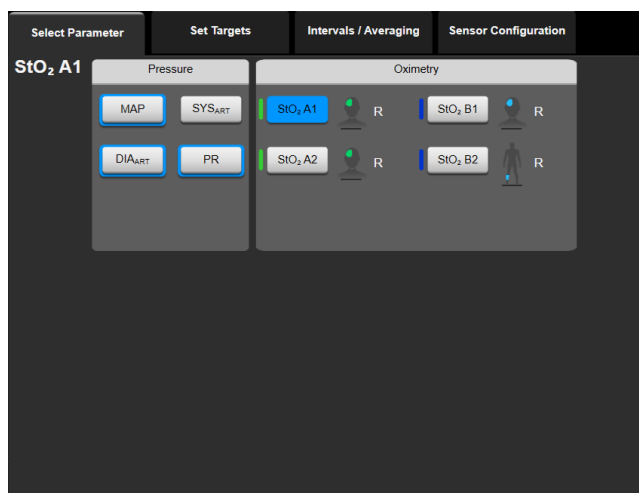 Select Parameter Set Targets Intervals / Averaging Sensor Configuration
StO₂ A1 Pressure Oximetry
MAP SYSART StO₂ A1 R StO₂ B1 R
DIAART PR StO₂ A2 R StO₂ B2 R